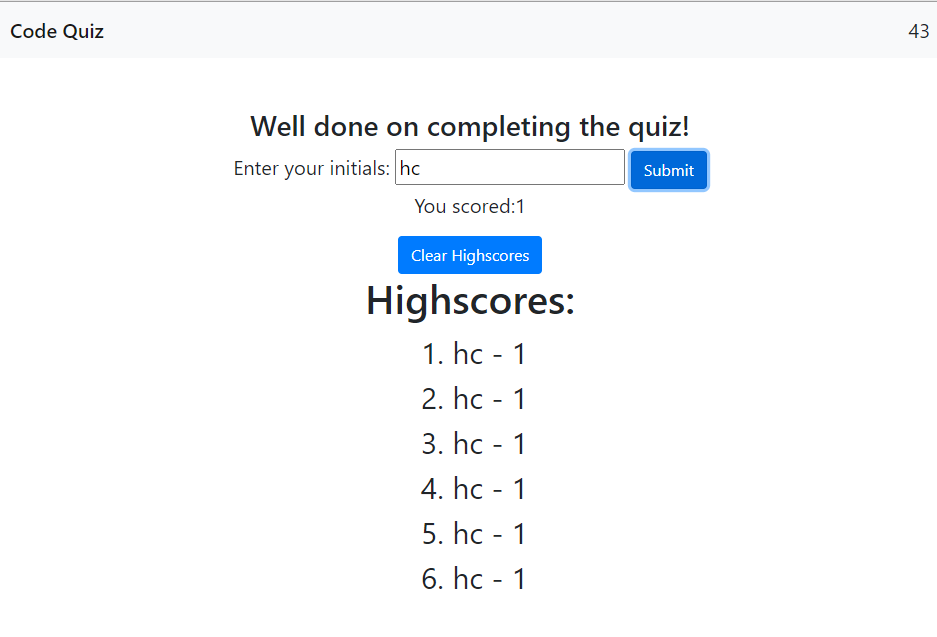 Code Quiz 43
Well done on completing the quiz!
Enter your initials: hc Submit
You scored:1
Clear Highscores
Highscores:
1. hc - 1
2. hc - 1
3. hc - 1
4. hc - 1
5. hc - 1
6. hc - 1